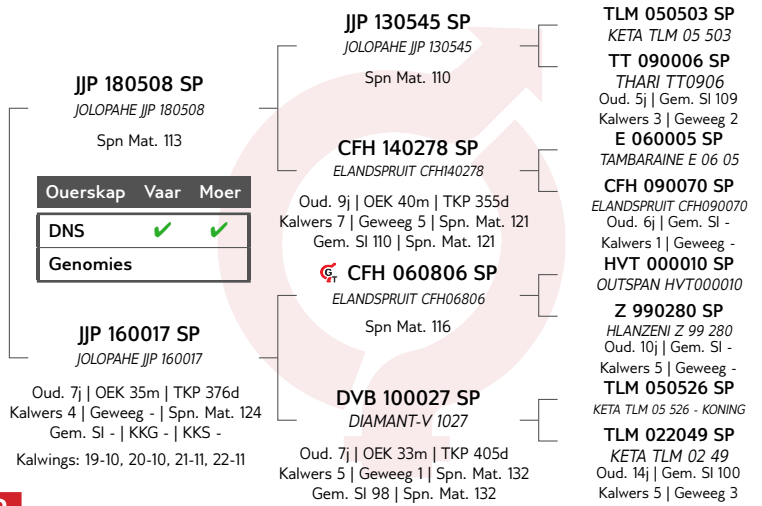 JJP 180508 SP
JOLOPAHE JJP 180508
Spn Mat. 113
Ouerskap Vaar Moer
DNS ✔ ✔
Genomies
JJP 160017 SP
JOLOPAHE JJP 160017
Oud. 7j | OEK 35m | TKP 376d
Kalwers 4 | Geweeg - | Spn. Mat. 124
Gem. SI - | KKG - | KKS -
Kalwings: 19-10, 20-10, 21-11, 22-11
JJP 130545 SP
JOLOPAHE JJP 130545
Spn Mat. 110
CFH 140278 SP
ELANDSPRUIT CFH140278
Oud. 9j | OEK 40m | TKP 355d
Kalwers 7 | Geweeg 5 | Spn. Mat. 121
Gem. SI 110 | Spn. Mat. 121
GT CFH 060806 SP
ELANDSPRUIT CFH06806
Spn Mat. 116
DVB 100027 SP
DIAMANT-V 1027
Oud. 7j | OEK 33m | TKP 405d
Kalwers 5 | Geweeg 1 | Spn. Mat. 132
Gem. SI 98 | Spn. Mat. 132
TLM 050503 SP
KETA TLM 05 503
TT 090006 SP
THARI TT0906
Oud. 5j | Gem. SI 109
Kalwers 3 | Geweeg 2
E 060005 SP
TAMBARAINE E 06 05
CFH 090070 SP
ELANDSPRUIT CFH090070
Oud. 6j | Gem. SI -
Kalwers 1 | Geweeg -
HVT 000010 SP
OUTSPAN HVT000010
Z 990280 SP
HLANZENI Z 99 280
Oud. 10j | Gem. SI -
Kalwers 5 | Geweeg -
TLM 050526 SP
KETA TLM 05 526 - KONING
TLM 022049 SP
KETA TLM 02 49
Oud. 14j | Gem. SI 100
Kalwers 5 | Geweeg 3